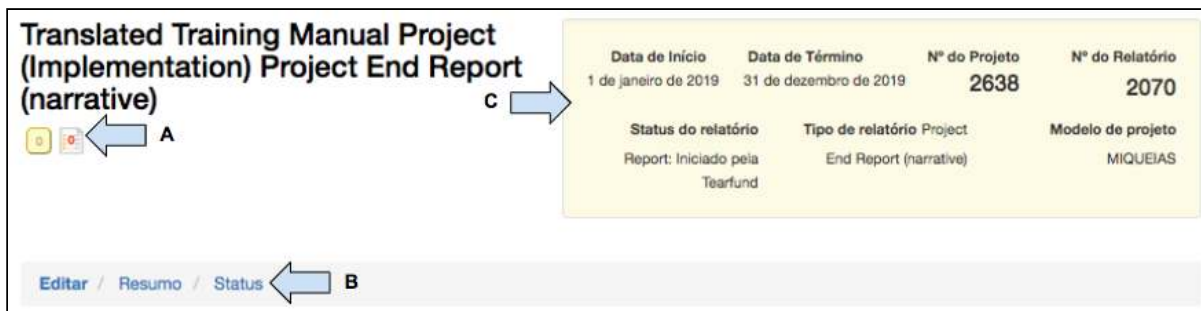 Translated Training Manual Project
(Implementation) Project End Report
(narrative)
0 0
A
C
Data de Início Data de Término Nº do Projeto Nº do Relatório
1 de janeiro de 2019 31 de dezembro de 2019 2638 2070
Status do relatório Tipo de relatório Project Modelo de projeto
Report: Iniciado pela End Report (narrative) MIQUEIAS
Tearfund
Editar / Resumo / Status
B